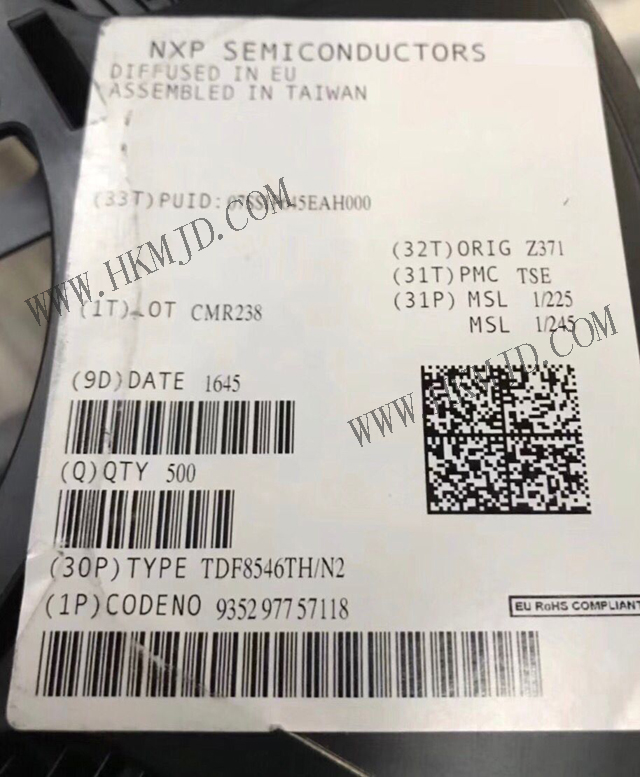 NXP SEMICONDUCTORS
DIFFUSED IN EU
ASSEMBLED IN TAIWAN
(33T)PUID:
(32T)ORIG Z371
(31T)PMC TSE
(31P) MSL 1/225
MSL 1/245
WWW.HKMJD.COM
(1T)LOT CMR238
WWW.HKMJD.COM
(9D)DATE 1645
(Q)QTY 500
(30P)TYPE TDF8546TH/N2
(1P)CODENO 9352 977 57118
EU RoHS COMPLIANT